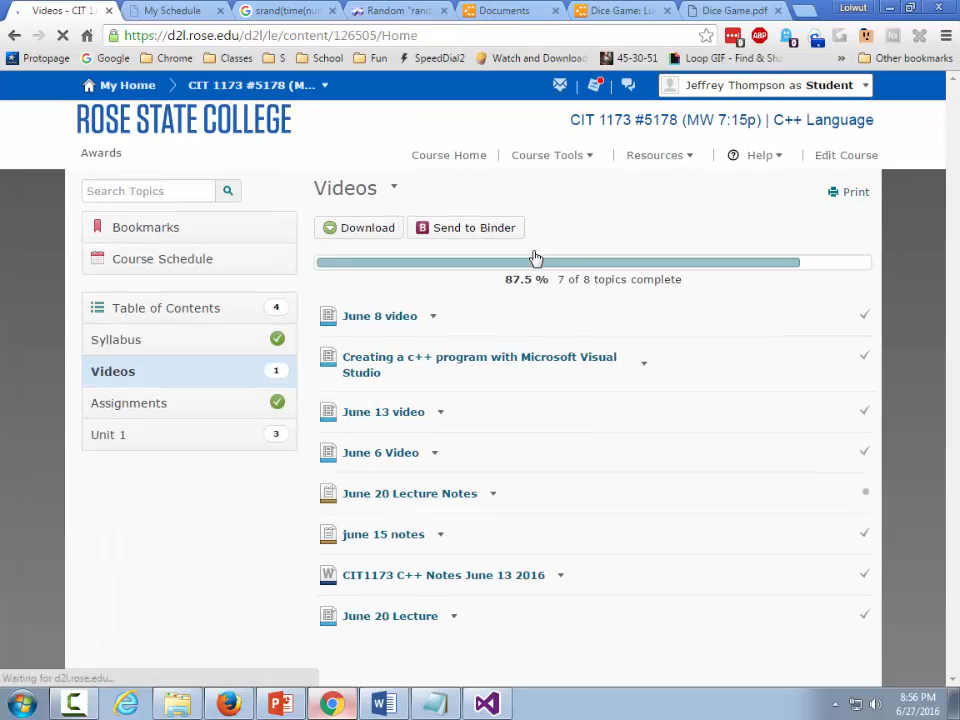 Videos - CIT 1
My Schedule
srand(time(nu
Random "ranc
Documents
Dice Game: Lo
Dice Game.pdf
Lolwut
https://d2l.rose.edu/d2l/le/content/126505/Home
Protopage
Google
Chrome
Classes
S
School
Fun
SpeedDial2
Watch and Download
45-30-51
Loop GIF - Find & Sha
»
Other bookmarks
My Home
CIT 1173 #5178 (M...
Jeffrey Thompson as Student
ROSE STATE COLLEGE
CIT 1173 #5178 (MW 7:15p) | C++ Language
Awards
Course Home
Course Tools
Resources
Help
Edit Course
Search Topics
Videos
Print
Bookmarks
Download
Send to Binder
Course Schedule
87.5 % 7 of 8 topics complete
Table of Contents 4
Syllabus
Videos 1
Assignments
Unit 1 3
June 8 video
Creating a c++ program with Microsoft Visual
Studio
June 13 video
June 6 Video
June 20 Lecture Notes
june 15 notes
CIT1173 C++ Notes June 13 2016
June 20 Lecture
Waiting for d2l.rose.edu...
8:56 PM
6/27/2016